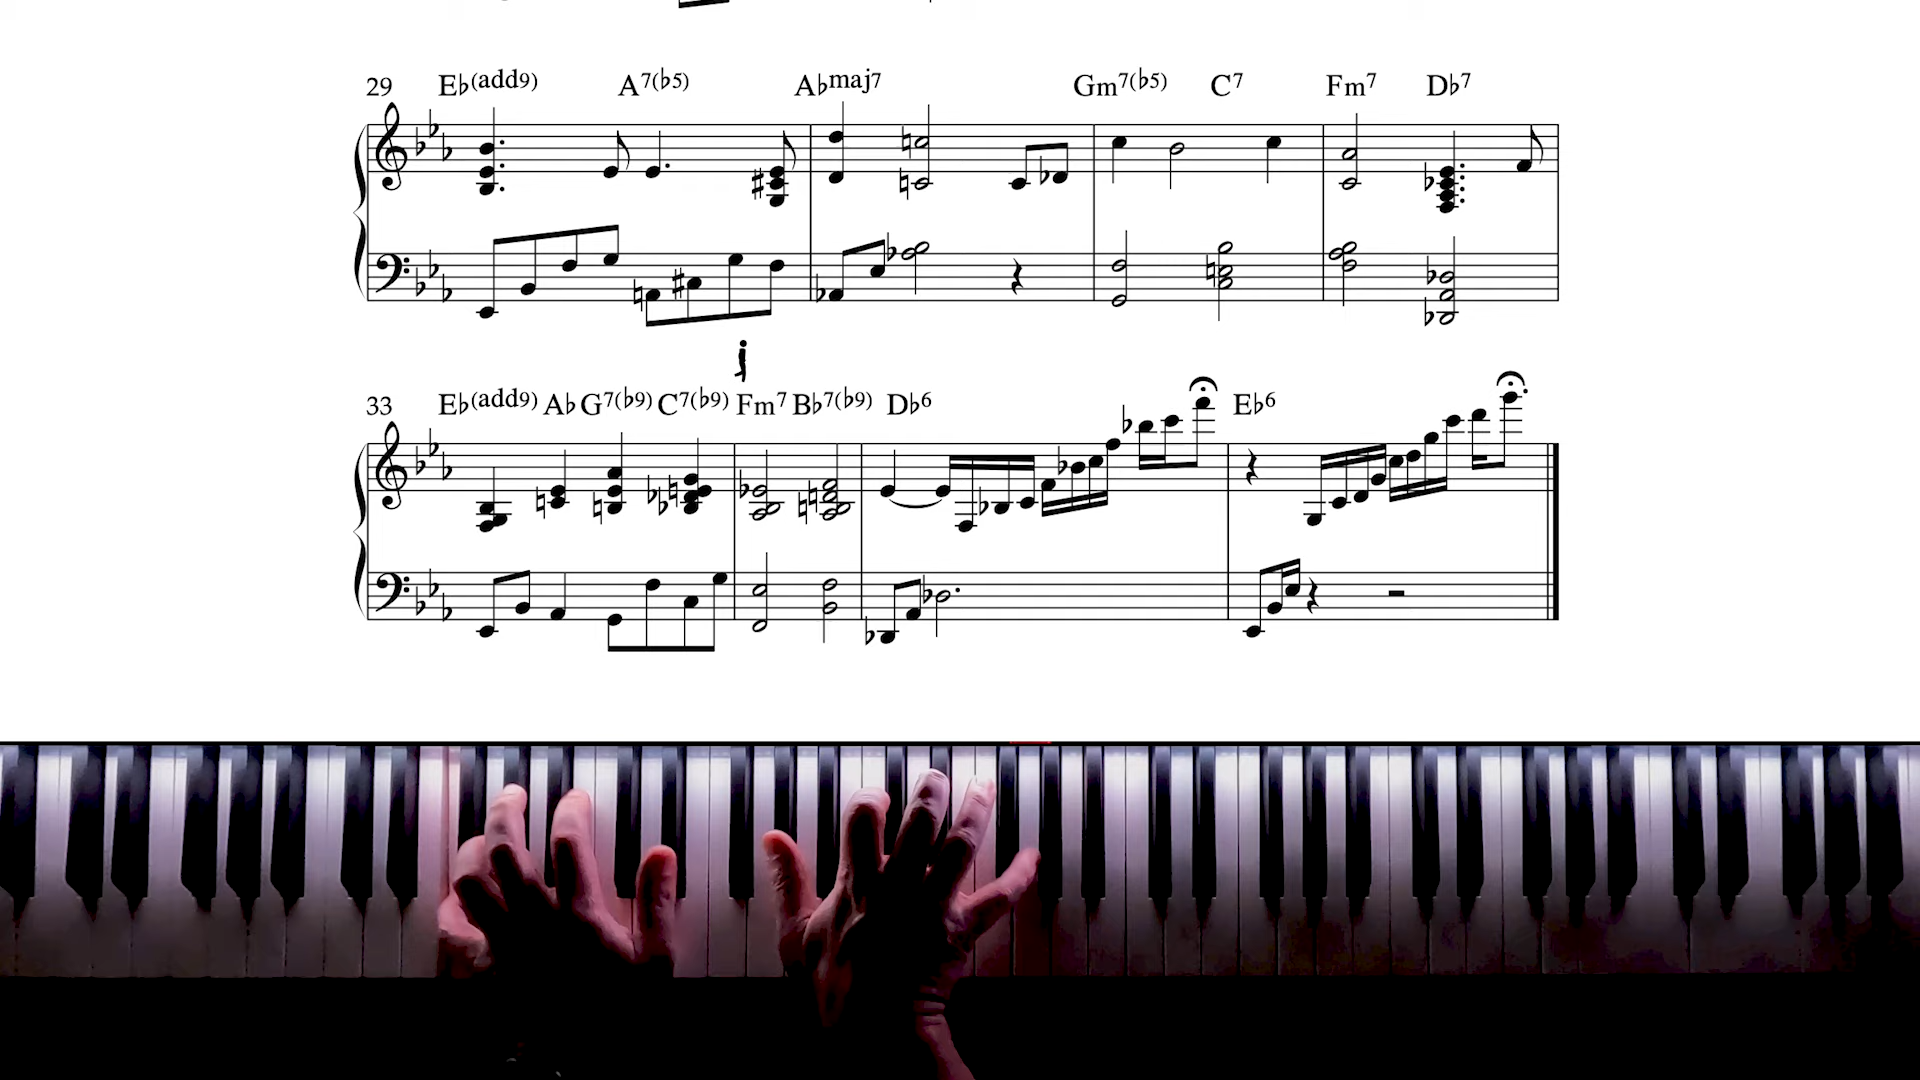 29 E♭(add9) A7(♭5) A♭maj7 Gm7(♭5) C7 Fm7 D♭7
33 E♭(add9) A♭ G7(♭9) C7(♭9) Fm7 B♭7(♭9) D♭6 E♭6